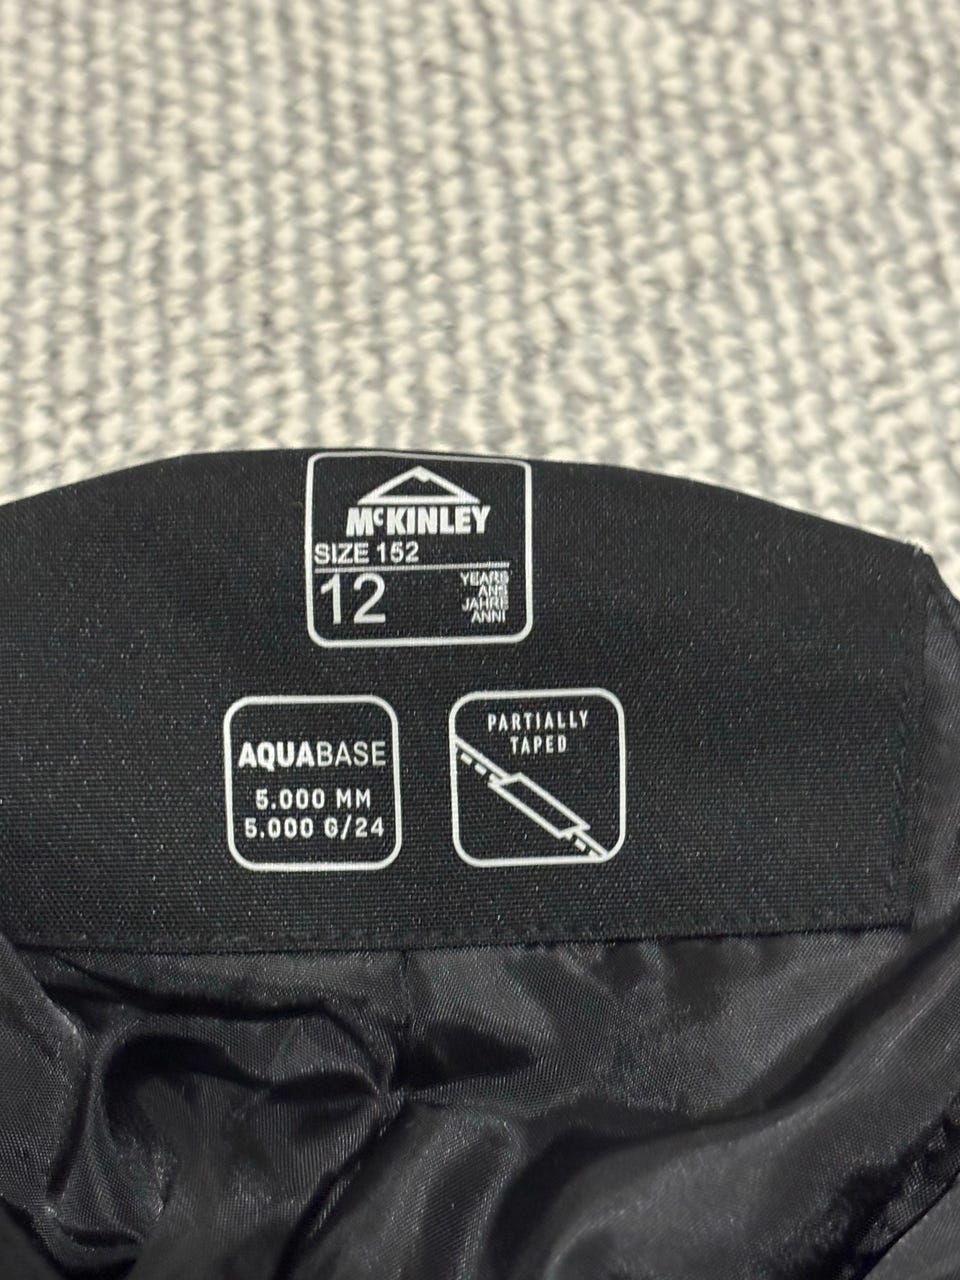 McKINLEY
SIZE 152
12
YEARS
ANS
JAHRE
ANNI
AQUABASE
5.000 MM
5.000 G/24
PARTIALLY
TAPED